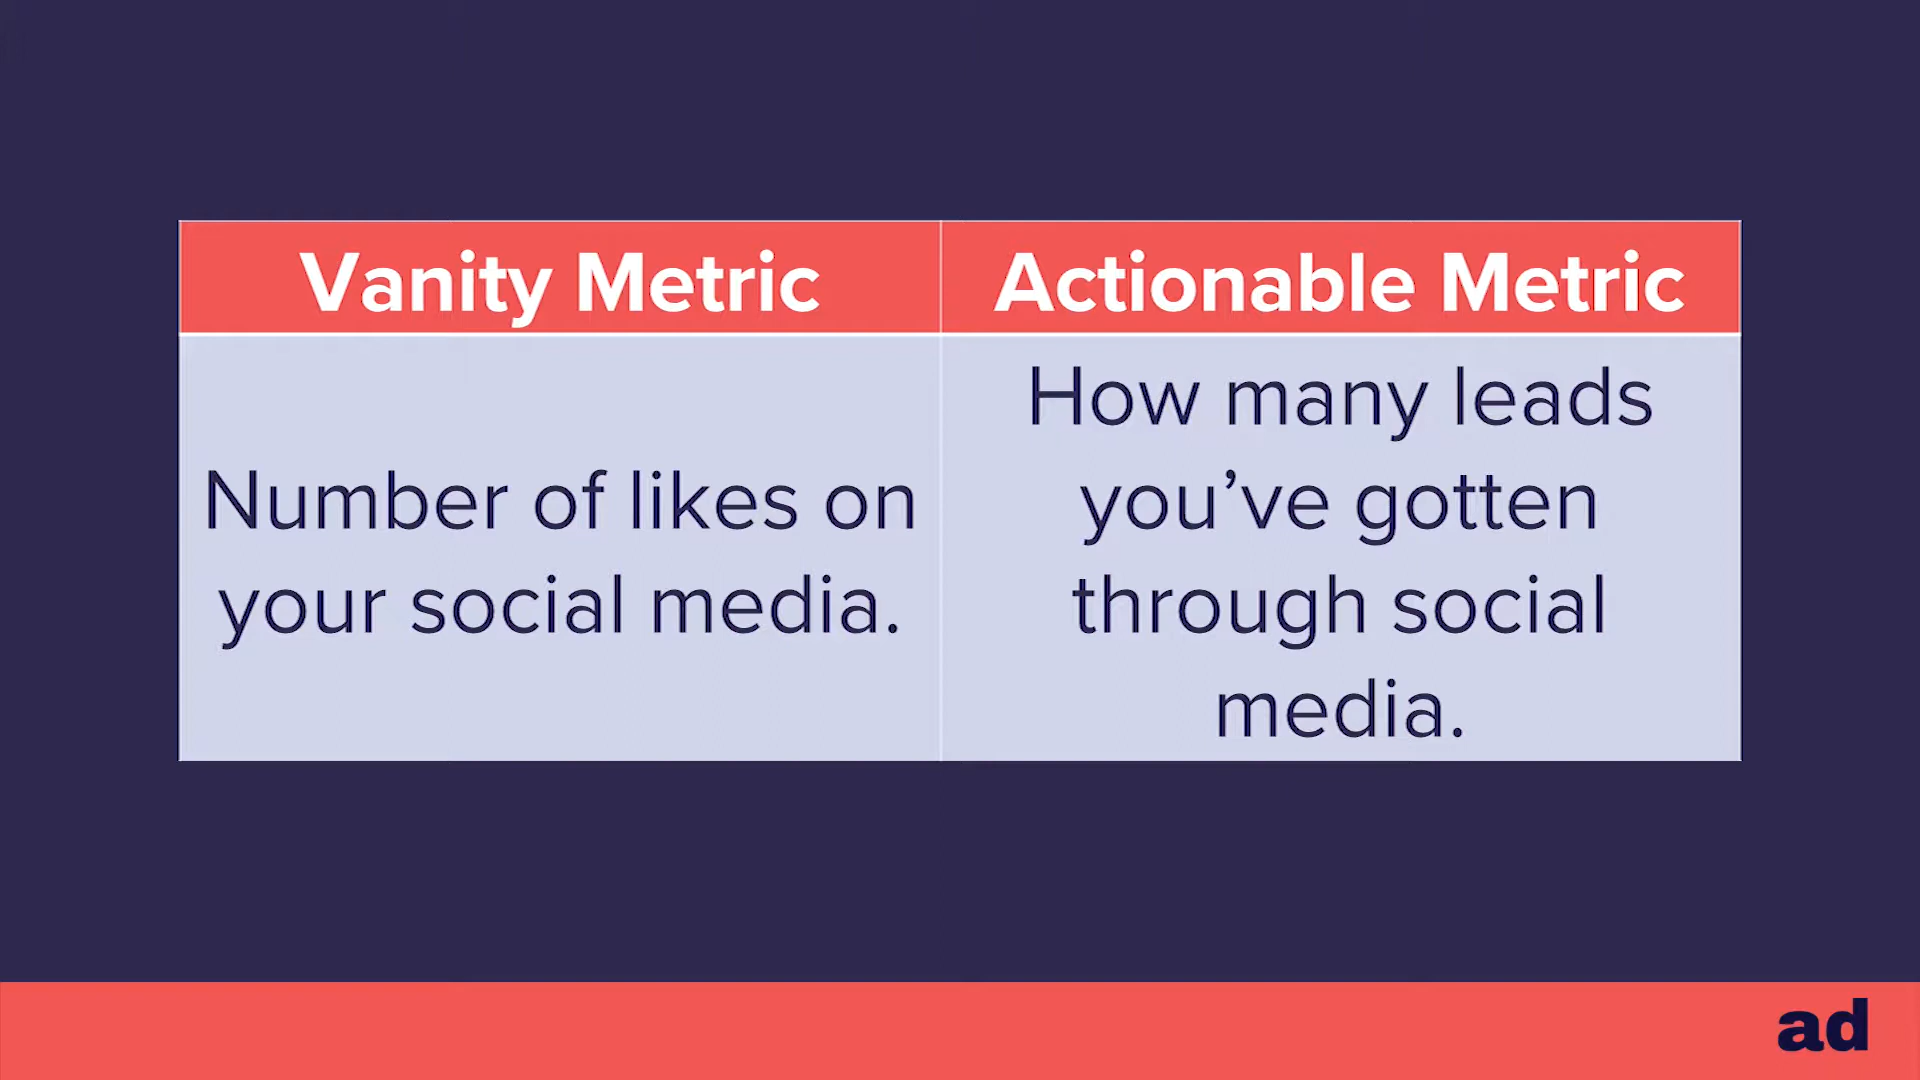 Vanity Metric
Actionable Metric
Number of likes on
your social media.
How many leads
you’ve gotten
through social
media.
ad